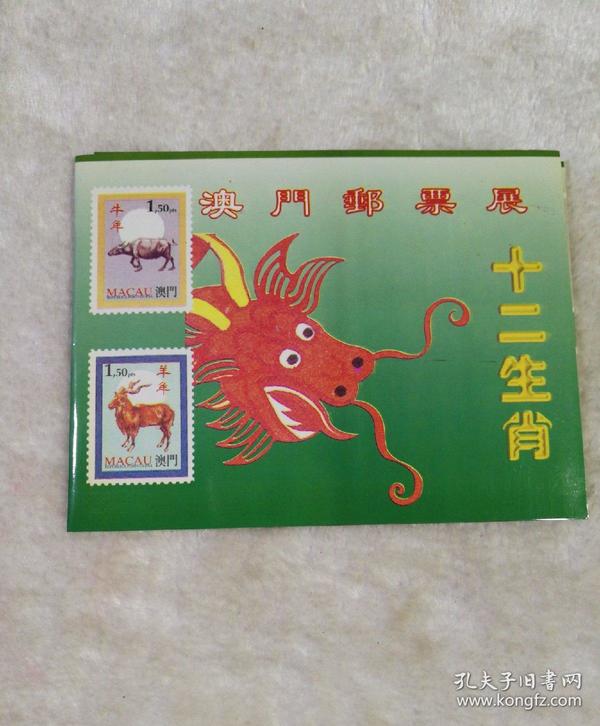 澳門郵票展
十二生肖
牛年
1,50 pts
MACAU 澳門
1,50 pts
羊年
MACAU 澳門
孔夫子旧书网
www.kongfz.com